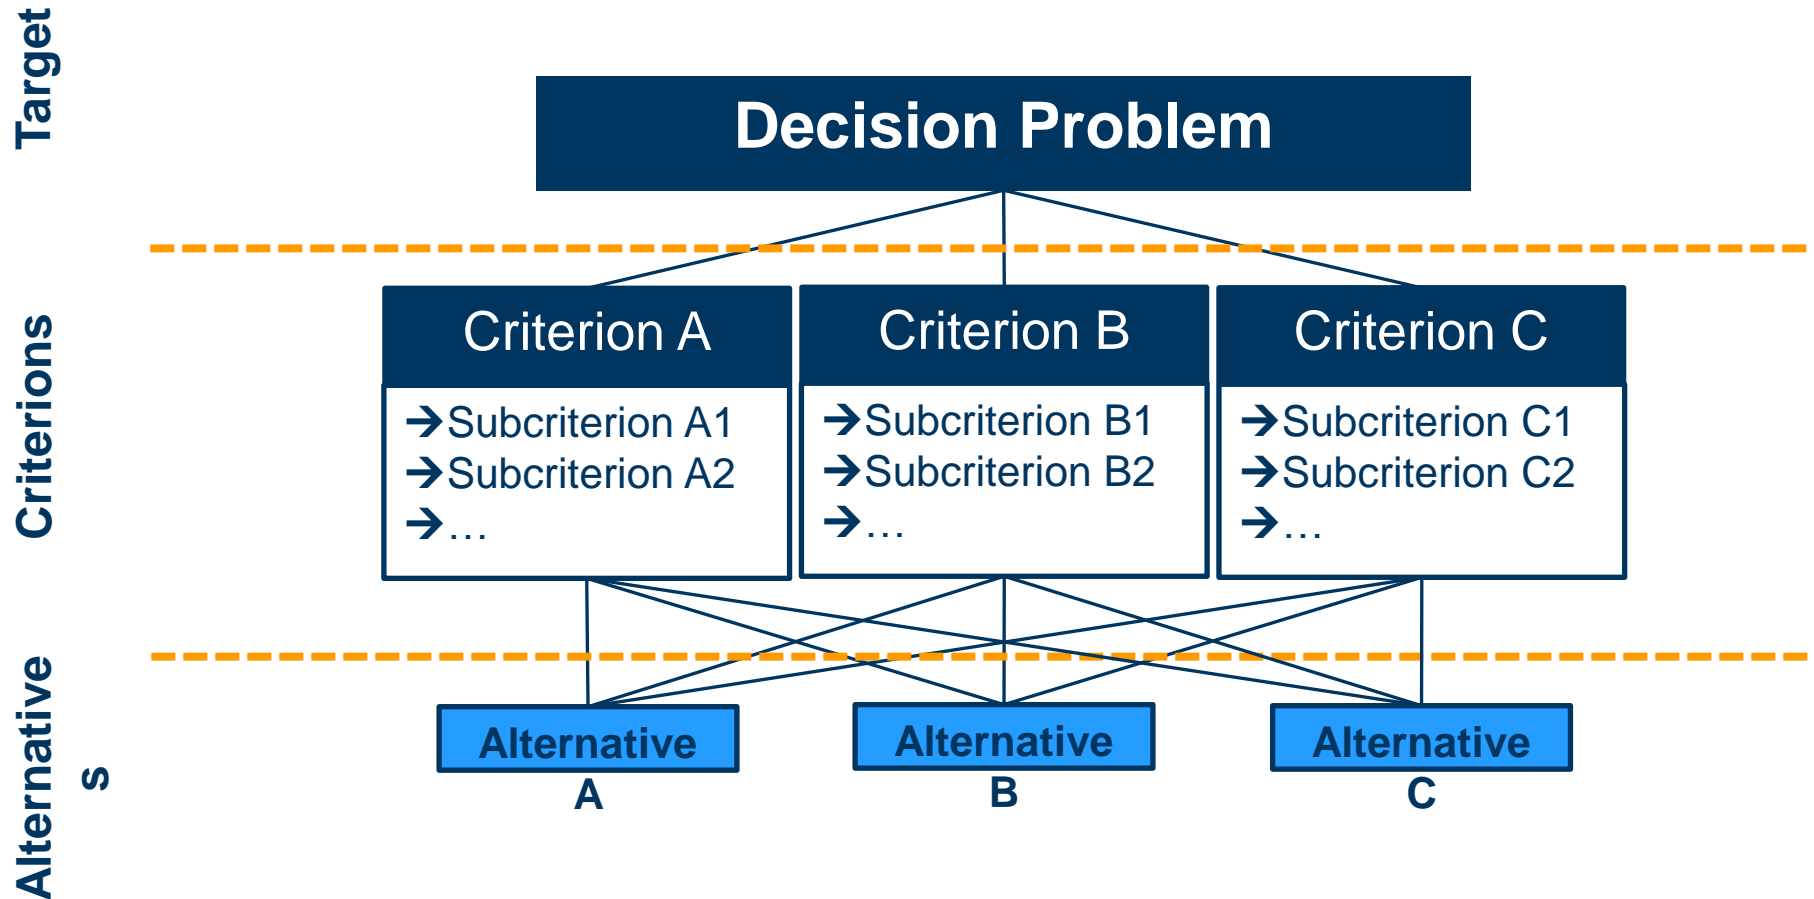 Target
Decision Problem
Criterions
Criterion A
➔Subcriterion A1
➔Subcriterion A2
➔…
Criterion B
➔Subcriterion B1
➔Subcriterion B2
➔…
Criterion C
➔Subcriterion C1
➔Subcriterion C2
➔…
Alternative
s
Alternative
A
Alternative
B
Alternative
C